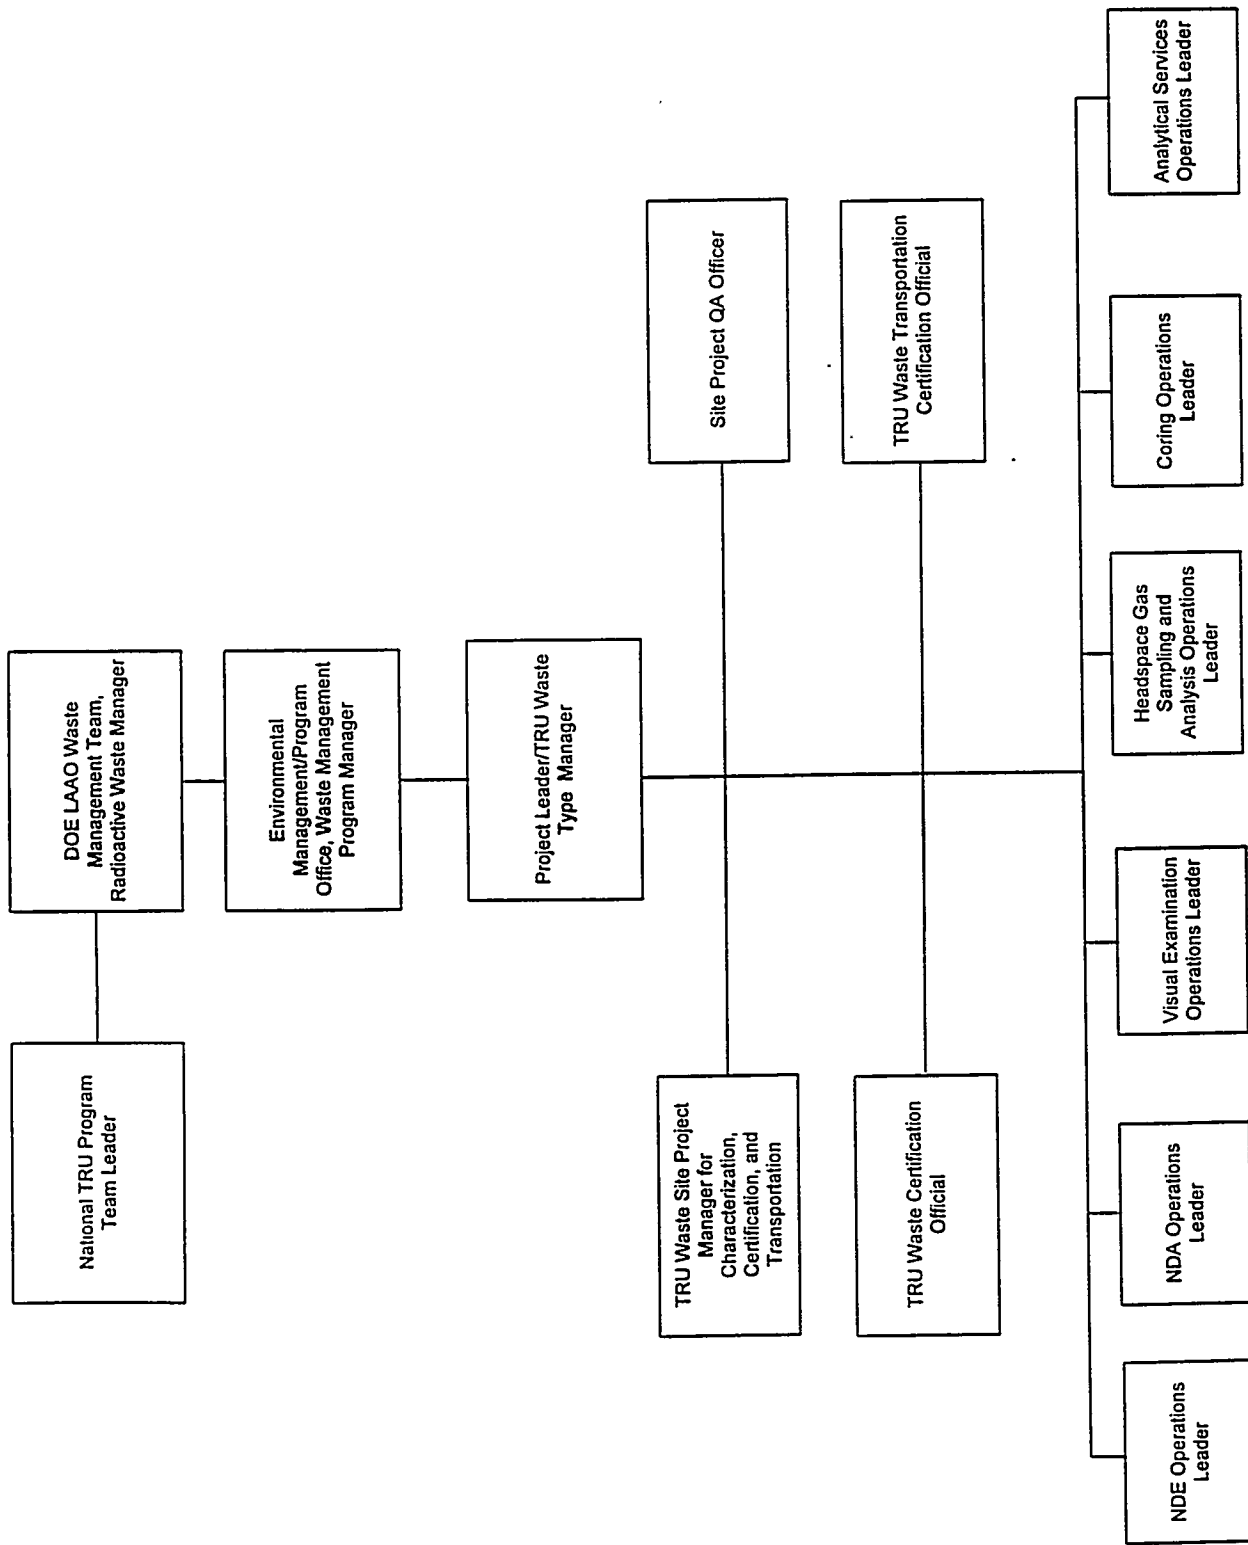 National TRU Program
Team Leader
DOE LAAO Waste
Management Team,
Radioactive Waste Manager
Environmental
Management/Program
Office, Waste Management
Program Manager
Project Leader/TRU Waste
Type Manager
TRU Waste Site Project
Manager for
Characterization,
Certification, and
Transportation
Site Project QA Officer
TRU Waste Certification
Official
TRU Waste Transportation
Certification Official
NDE Operations
Leader
NDA Operations
Leader
Visual Examination
Operations Leader
Headspace Gas
Sampling and
Analysis Operations
Leader
Coring Operations
Leader
Analytical Services
Operations Leader